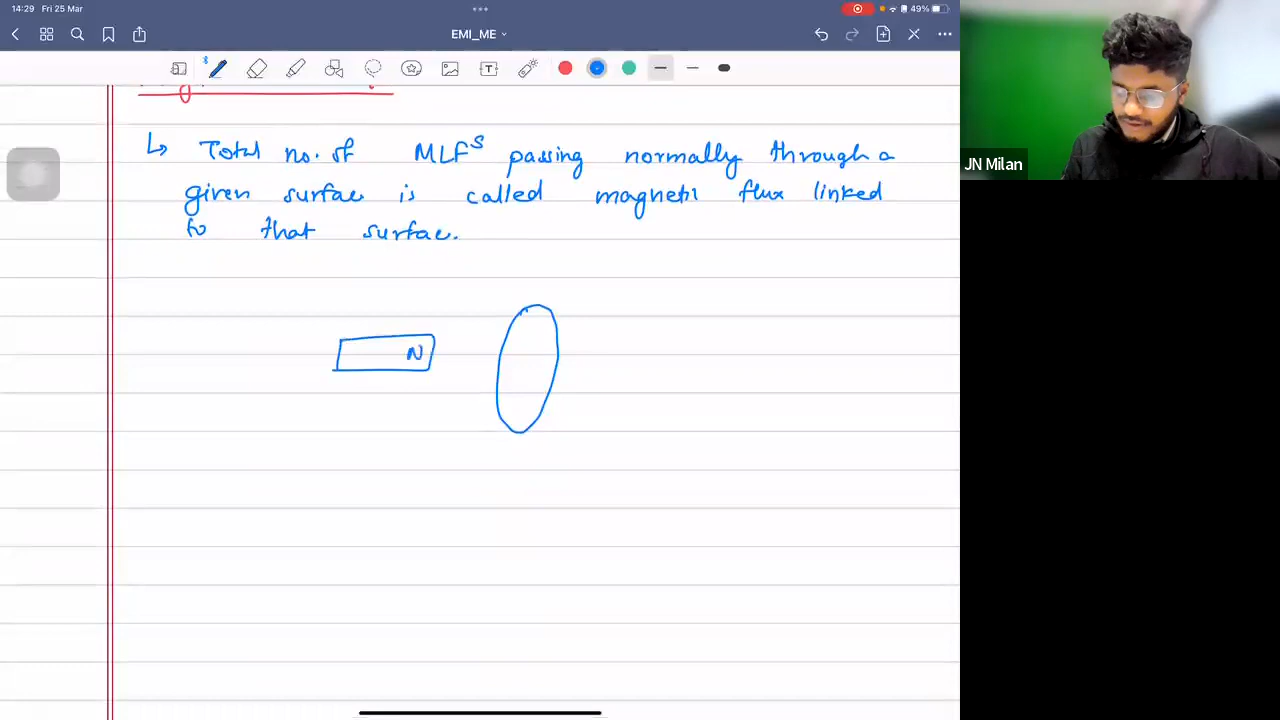 14:29 Fri 25 Mar
49%
EMI_ME
↳ Total no. of MLFs passing normally through a
given surface is called magnetic flux linked
to that surface.
N
JN Milan